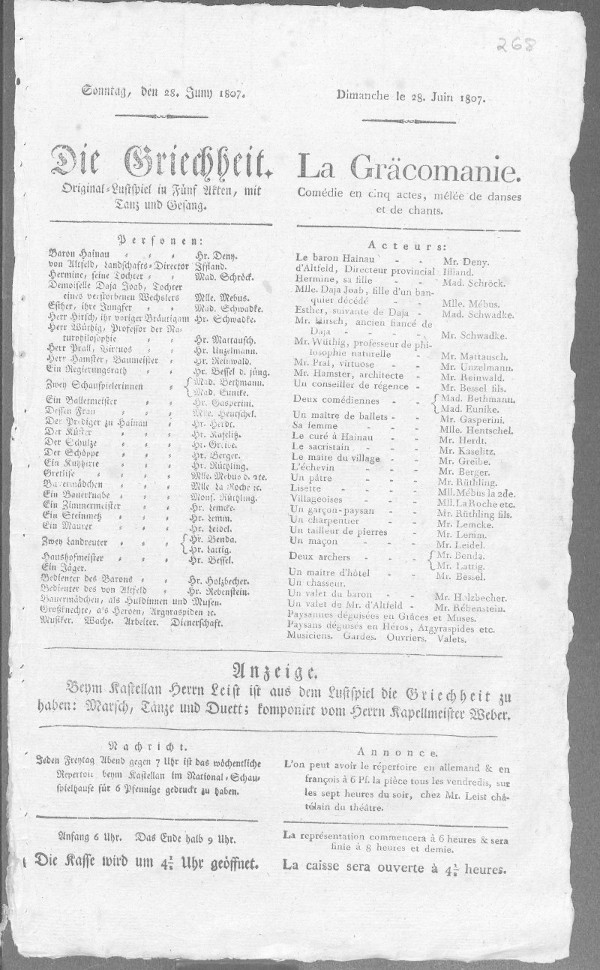 268
Sonntag, den 28. Juny 1807.
Die Griechheit.
Original-Lustspiel in Fünf Akten, mit
Tanz und Gesang.
Personen:
Baron Hainau Hr. Deny.
von Altfeld, Landschafts-Director Iffland.
Hermine, seine Tochter Mad. Schröck.
Demoiselle Daja Joab, Tochter
eines verstorbenen Wechslers Mlle. Mebus.
Esther, ihre Jungfer Mad. Schwadke.
Herr Hirsch, ihr voriger Bräutigam Hr. Schwadke.
Herr Wüthig, Professor der Na-
turphilosophie Hr. Mattausch.
Herr Prall, Virtuos Hr. Unzelmann.
Herr Hamster, Baumeister Hr. Reinwald.
Ein Regierungsrath Hr. Bessel d. jüng.
Zwey Schauspielerinnen { Mad. Bethmann.
Mad. Eunike.
Ein Balletmeister Hr. Gasperini.
Dessen Frau Mlle. Hentschel.
Der Prediger zu Hainau Hr. Herdt.
Der Küster Hr. Kaselitz.
Der Schulze Hr. Greibe.
Der Schöppe Hr. Berger.
Ein Kuhhirte Hr. Rüthling.
Gretlise Mlle. Mebus d. 2te.
Bauermädchen Mlle. La Roche ec.
Ein Bauerknabe Mons. Rüthling.
Ein Zimmermeister Hr. Lemcke.
Ein Steinmetz Hr. Lemm.
Ein Maurer Hr. Leidel.
Zwey Landreuter { Hr. Benda.
Hr. Lattig.
Haushofmeister Hr. Bessel.
Ein Jäger.
Bedienter des Barons Hr. Holzbecher.
Bedienter des von Altfeld Hr. Rebenstein.
Bauermädchen, als Huldinnen und Musen.
Großknechte, als Heroen, Argyraspiden ec.
Musiker. Wache. Arbeiter. Dienerschaft.
Dimanche le 28. Juin 1807.
La Gräcomanie.
Comédie en cinq actes, mêlée de danses
et de chants.
Acteurs:
Le baron Hainau - - Mr. Deny.
d'Altfeld, Directeur provincial Iffland.
Hermine, sa fille - - Mad. Schröck.
Mlle. Daja Joab, fille d'un ban-
quiet décédé - - Mlle. Mébus.
Esther, suivante de Daja - Mad. Schwadke.
Mr. Hirsch, ancien fiancé de
Daja - - - - Mr. Schwadke.
Mr. Wüthig, professeur de phi-
losophie naturelle - - Mr. Mattausch.
Mr. Pral, virtuose - - Mr. Unzelmann.
Mr. Hamster, architecte - - Mr. Reinwald.
Un conseiller de régence - Mr. Bessel fils.
Deux comédiennes - - { Mad. Bethmann.
Mad. Eunike.
Un maitre de ballets - - Mr. Gasperini.
Sa femme - - - Mlle. Hentschel.
Le curé à Hainau - - Mr. Herdt.
Le sacristain - - - Mr. Kaselitz.
Le maire du village - - Mr. Greibe.
L'échevin - - - Mr. Berger.
Un pâtre - - - Mr. Rüthling.
Lisette - - - Mll. Mébus la 2de.
Villageoises - - - Mll. La Roche etc.
Un garçon-paysan - - Mr. Rüthling fils.
Un charpentier - - Mr. Lemcke.
Un tailleur de pierres - - Mr. Lemm.
Un maçon - - - Mr. Leidel.
Deux archers - - - { Mr. Benda.
Mr. Lattig.
Un maitre d'hôtel - - Mr. Bessel.
Un chasseur.
Un valet du baron - - Mr. Holzbecher.
Un valet de Mr. d'Altfeld - Mr. Rébenstein.
Paysannes déguisées en Grâces et Muses.
Paysans déguisés en Héros, Argyraspides etc.
Musiciens. Gardes. Ouvriers. Valets.
Anzeige.
Beym Kastellan Herrn Leist ist aus dem Lustspiel die Griechheit zu
haben: Marsch, Tänze und Duett; komponirt vom Herrn Kapellmeister Weber.
Nachricht.
Jeden Freytag Abend gegen 7 Uhr ist das wöchentliche
Repertoir beym Kastellan im National-Schau-
spielhause für 6 Pfennige gedruckt zu haben.
Annonce.
L'on peut avoir le répertoire en allemand & en
français à 6 Pf. la pièce tous les vendredis, sur
les sept heures du soir, chez Mr. Leist châ-
télain du théâtre.
Anfang 6 Uhr. Das Ende halb 9 Uhr.
Die Kasse wird um 4½ Uhr geöffnet.
La représentation commencera à 6 heures & sera
finie à 8 heures et demie.
La caisse sera ouverte à 4½ heures.